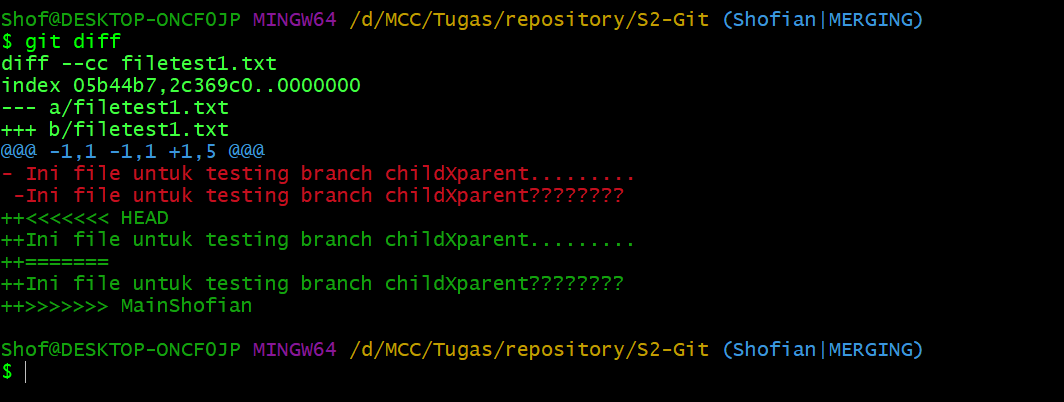 Shof@DESKTOP-ONCF0JP MINGW64 /d/MCC/Tugas/repository/S2-Git (Shofian|MERGING)
$ git diff
diff --cc filetest1.txt
index 05b44b7,2c369c0..0000000
--- a/filetest1.txt
+++ b/filetest1.txt
@@@ -1,1 -1,1 +1,5 @@@
- Ini file untuk testing branch childXparent.........
 -Ini file untuk testing branch childXparent????????
++<<<<<<< HEAD
++Ini file untuk testing branch childXparent.........
++=======
++Ini file untuk testing branch childXparent????????
++>>>>>>> MainShofian
Shof@DESKTOP-ONCF0JP MINGW64 /d/MCC/Tugas/repository/S2-Git (Shofian|MERGING)
$